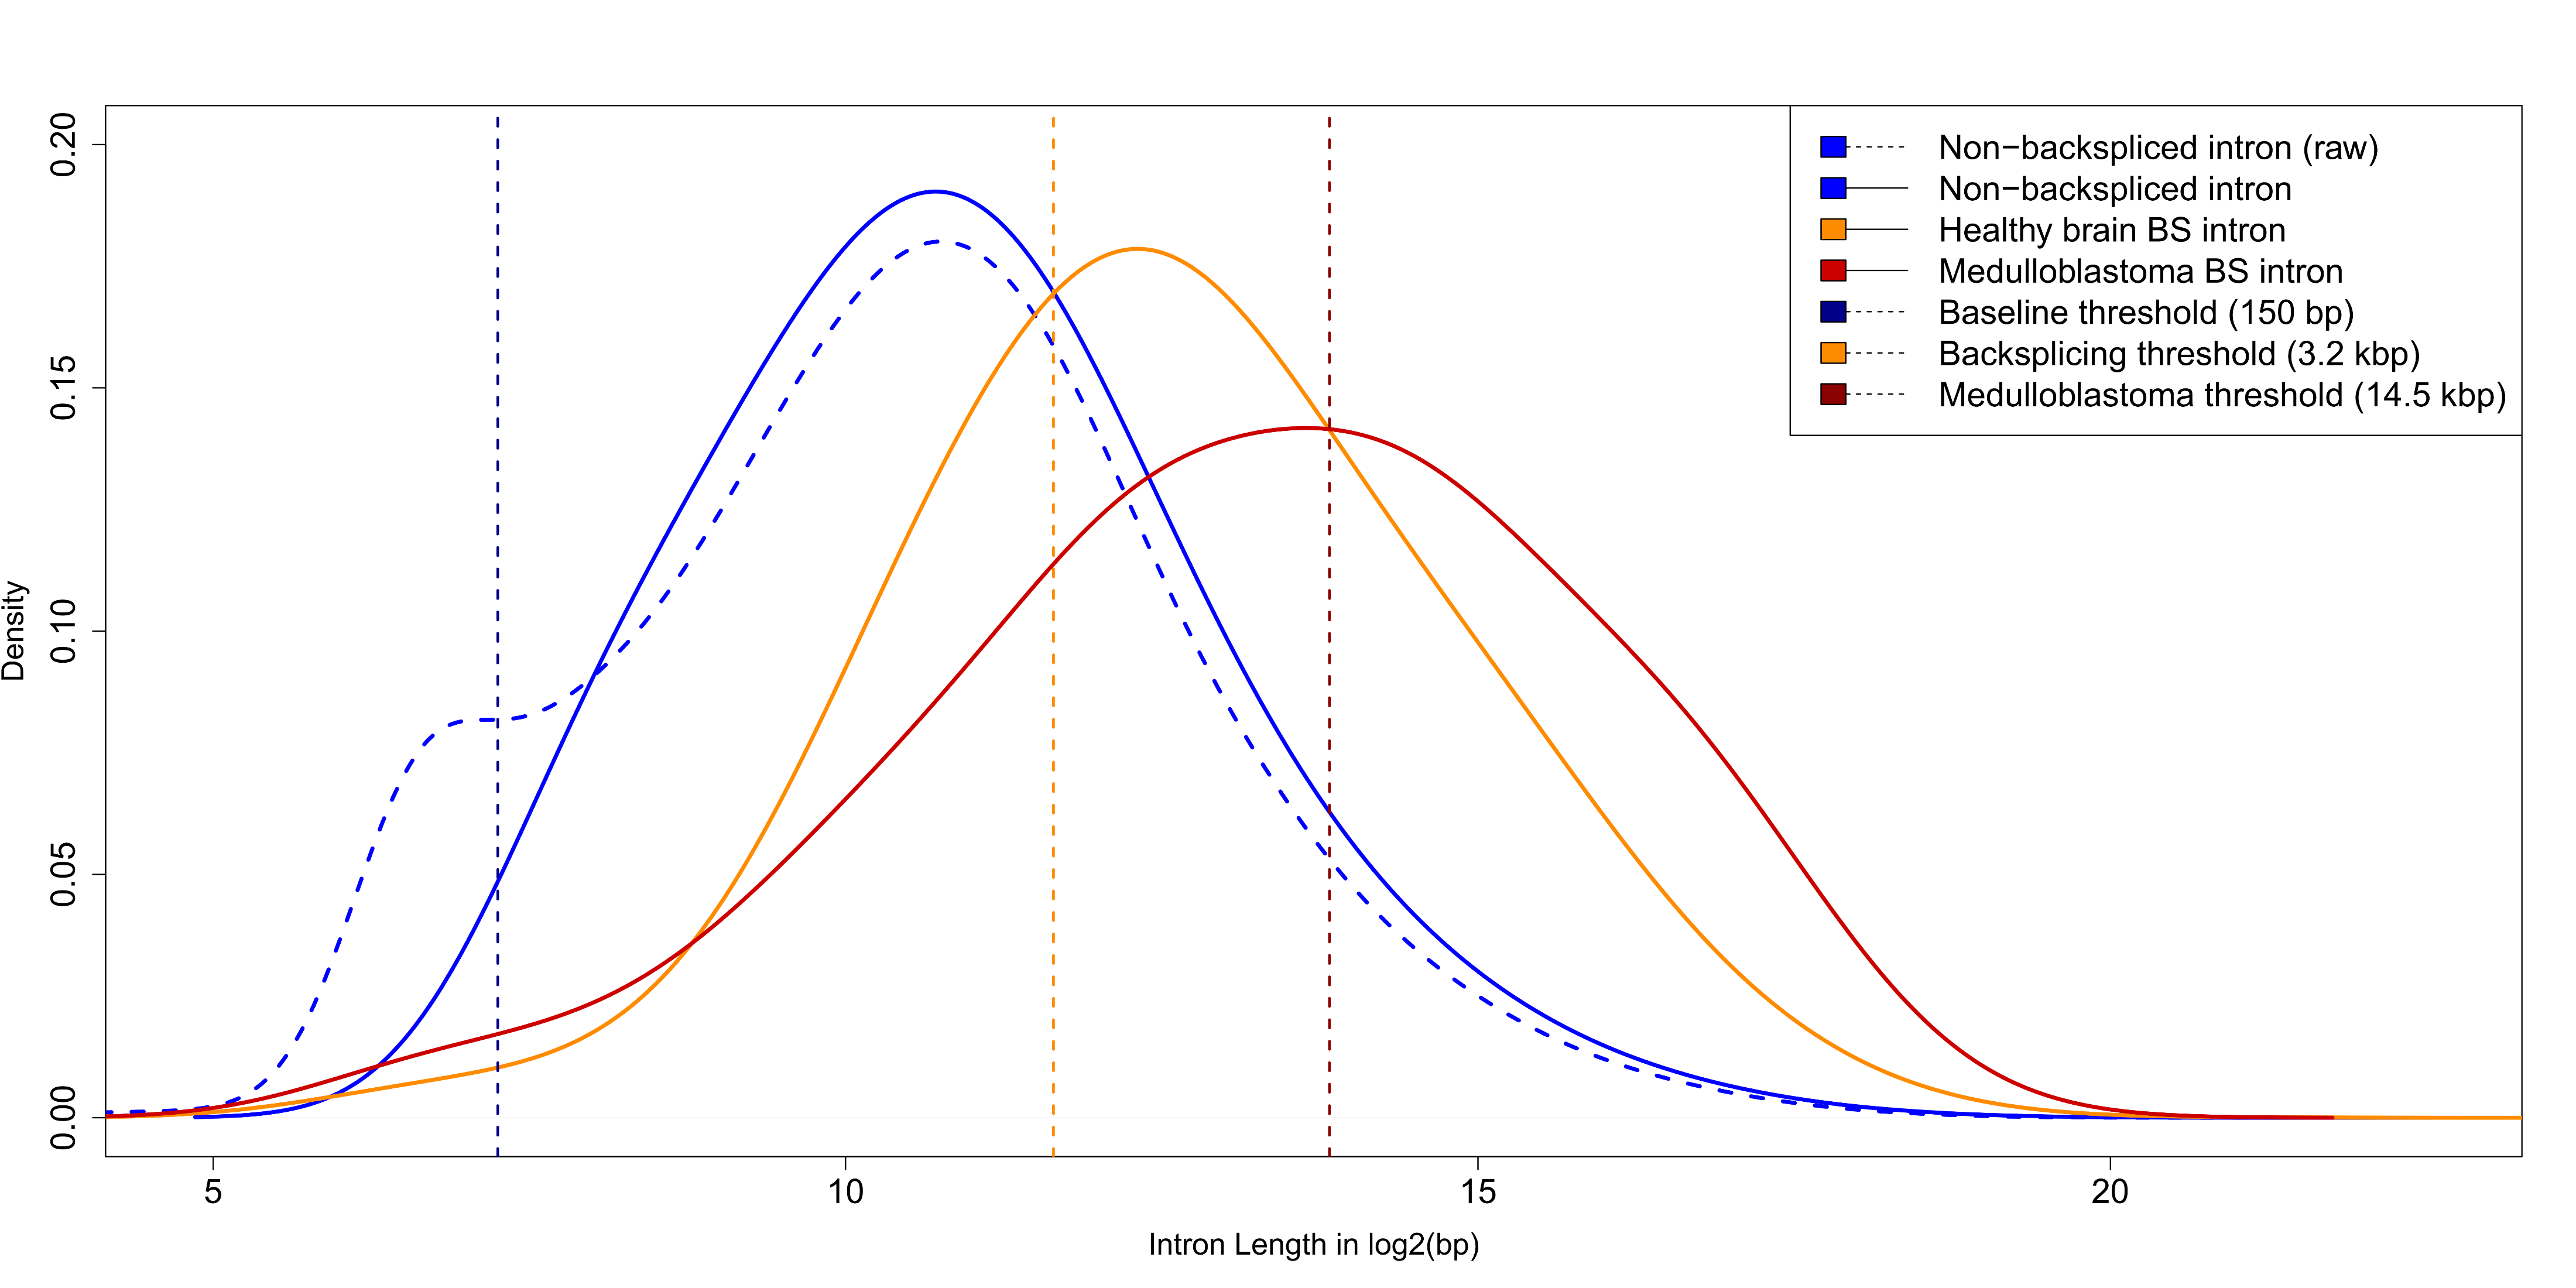 Non−backspliced intron (raw)
Non−backspliced intron
Healthy brain BS intron
Medulloblastoma BS intron
Baseline threshold (150 bp)
Backsplicing threshold (3.2 kbp)
Medulloblastoma threshold (14.5 kbp)
0.20
0.15
0.10
0.05
0.00
Density
5 10 15 20
Intron Length in log2(bp)